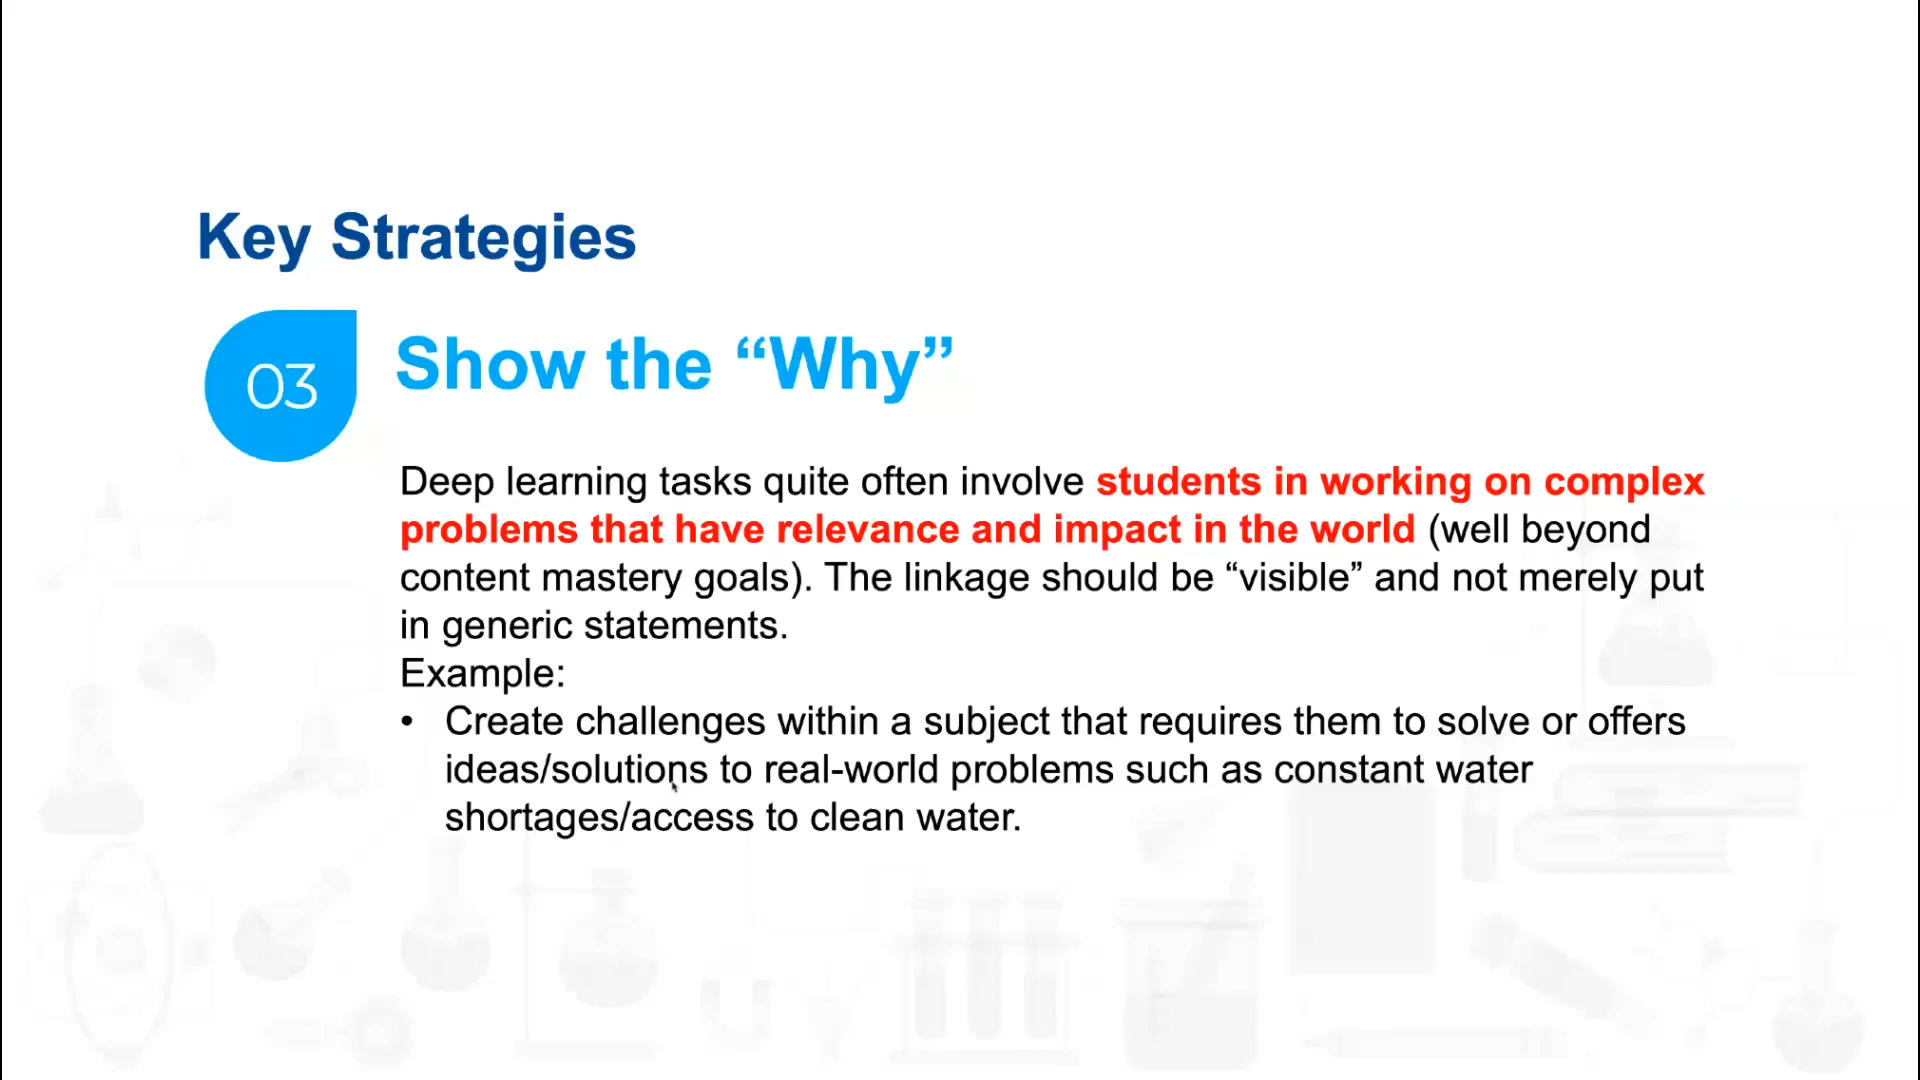 Key Strategies
03
Show the “Why”
Deep learning tasks quite often involve students in working on complex
problems that have relevance and impact in the world (well beyond
content mastery goals). The linkage should be “visible” and not merely put
in generic statements.
Example:
• Create challenges within a subject that requires them to solve or offers
ideas/solutions to real-world problems such as constant water
shortages/access to clean water.